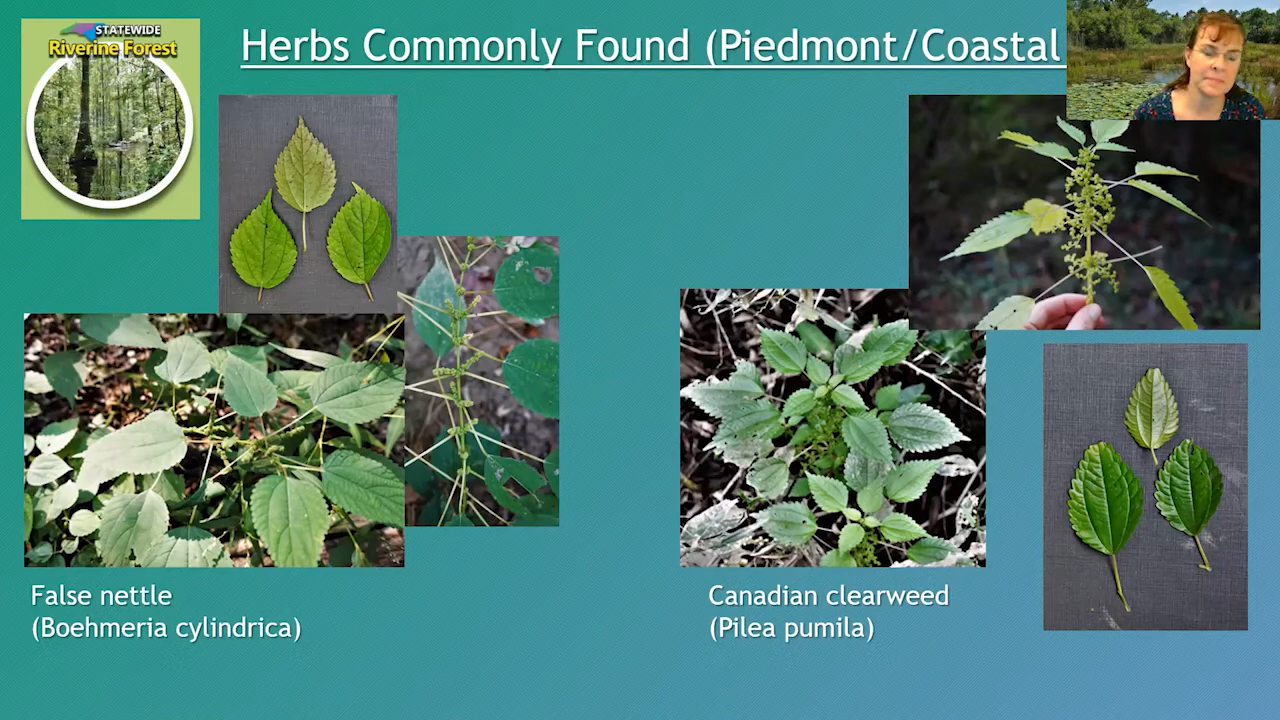 STATEWIDE
Riverine Forest
Herbs Commonly Found (Piedmont/Coastal
False nettle
(Boehmeria cylindrica)
Canadian clearweed
(Pilea pumila)